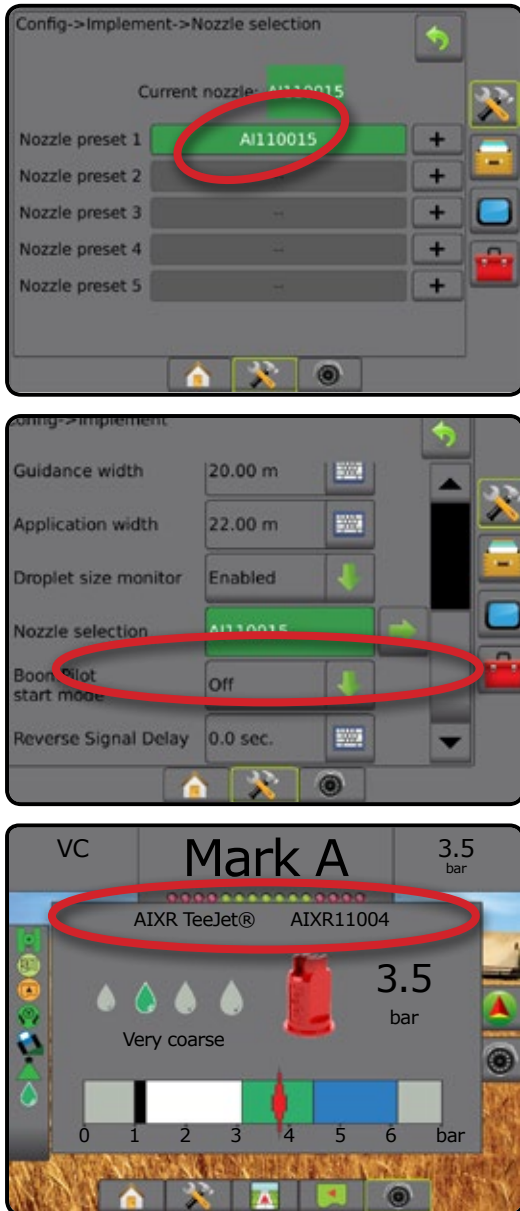 Config->Implement->Nozzle selection
Current nozzle: AI110015
Nozzle preset 1 AI110015 +
Nozzle preset 2 -- +
Nozzle preset 3 -- +
Nozzle preset 4 -- +
Nozzle preset 5 -- +
Config->Implement
Guidance width 20.00 m
Application width 22.00 m
Droplet size monitor Enabled
Nozzle selection AI110015
BoomPilot
start mode Off
Reverse Signal Delay 0.0 sec.
VC Mark A 3.5
bar
AIXR TeeJet® AIXR11004
3.5
bar
Very coarse
0 1 2 3 4 5 6 bar